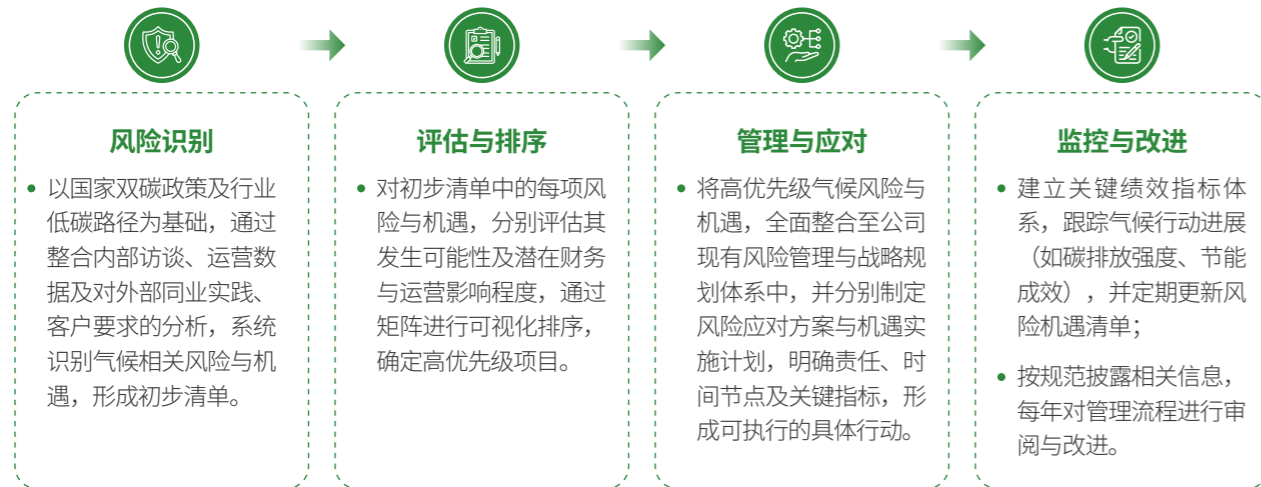 风险识别
以国家双碳政策及行业
低碳路径为基础，通过
整合内部访谈、运营数
据及对外部同业实践、
客户要求的分析，系统
识别气候相关风险与机
遇，形成初步清单。
评估与排序
对初步清单中的每项风
险与机遇，分别评估其
发生可能性及潜在财务
与运营影响程度，通过
矩阵进行可视化排序，
确定高优先级项目。
管理与应对
将高优先级气候风险与
机遇，全面整合至公司
现有风险管理与战略规
划体系中，并分别制定
风险应对方案与机遇实
施计划，明确责任、时
间节点及关键指标，形
成可执行的具体行动。
监控与改进
建立关键绩效指标体
系，跟踪气候行动进展
（如碳排放强度、节能
成效），并定期更新风
险机遇清单；
按规范披露相关信息，
每年对管理流程进行审
阅与改进。